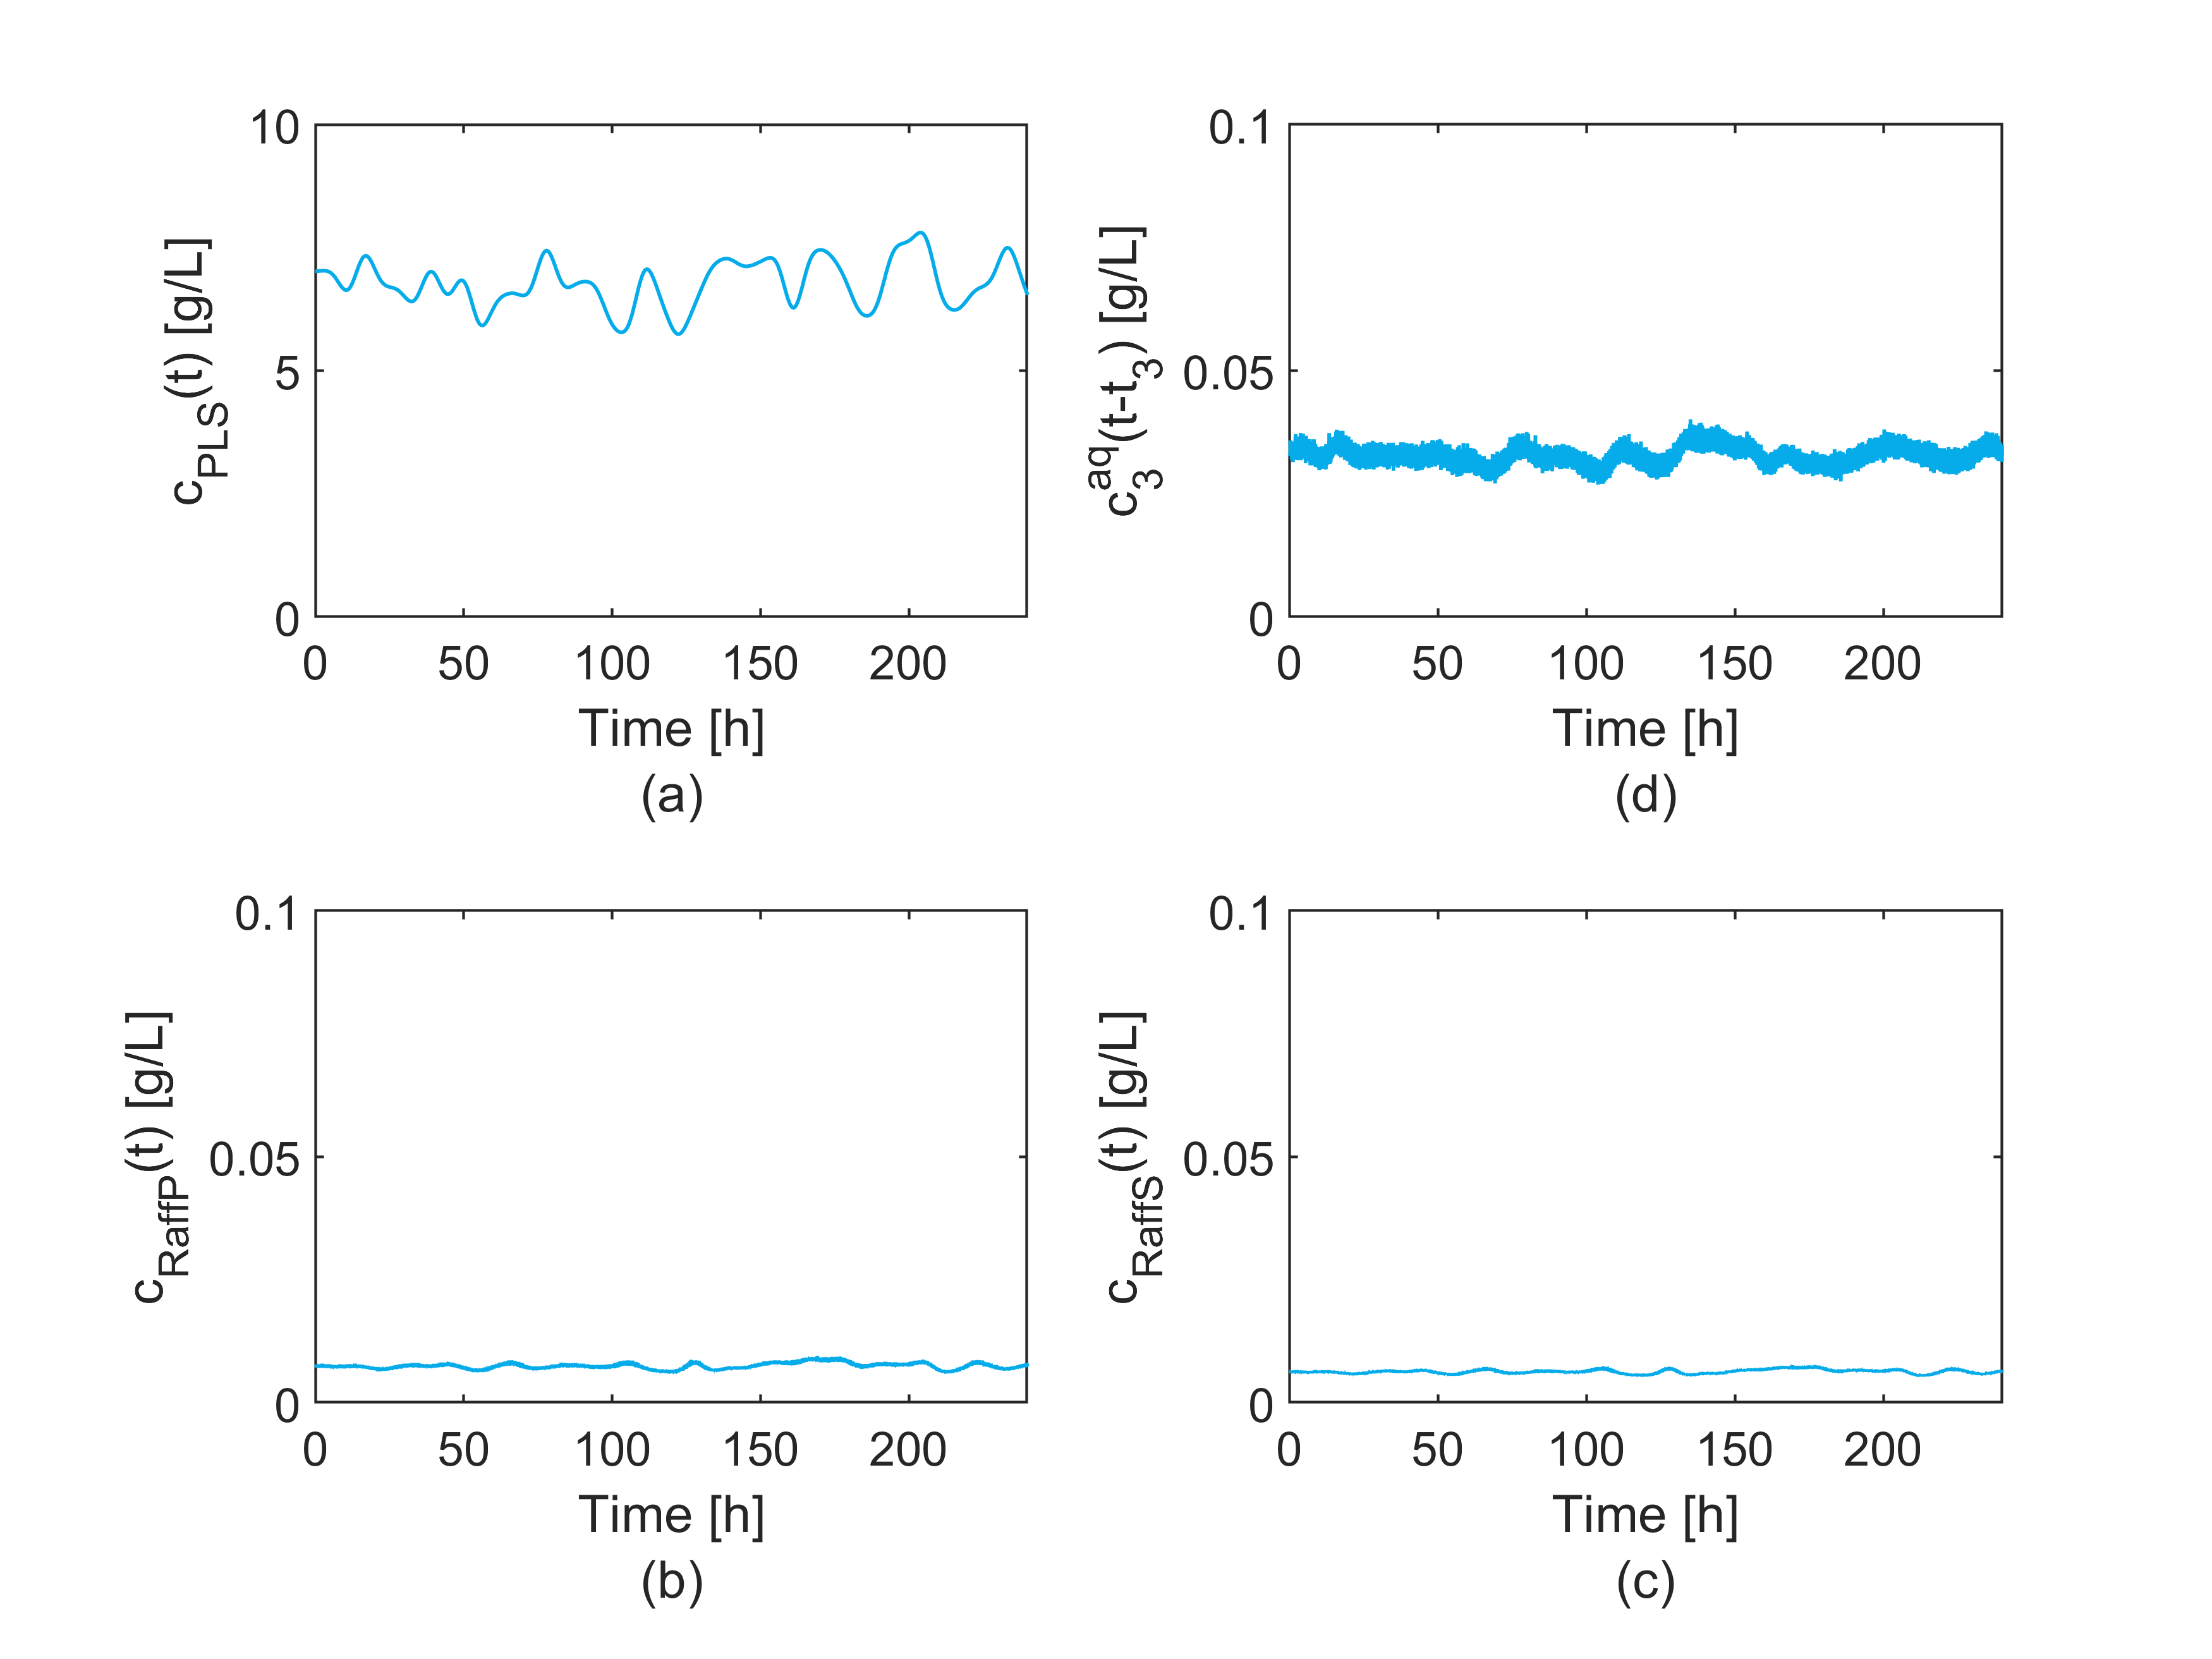 c_PLS(t) [g/L]
10
5
0
0 50 100 150 200
Time [h]
(a)
c_3^aq(t-t_3) [g/L]
0.1
0.05
0
0 50 100 150 200
Time [h]
(d)
c_RaffP(t) [g/L]
0.1
0.05
0
0 50 100 150 200
Time [h]
(b)
c_RaffS(t) [g/L]
0.1
0.05
0
0 50 100 150 200
Time [h]
(c)